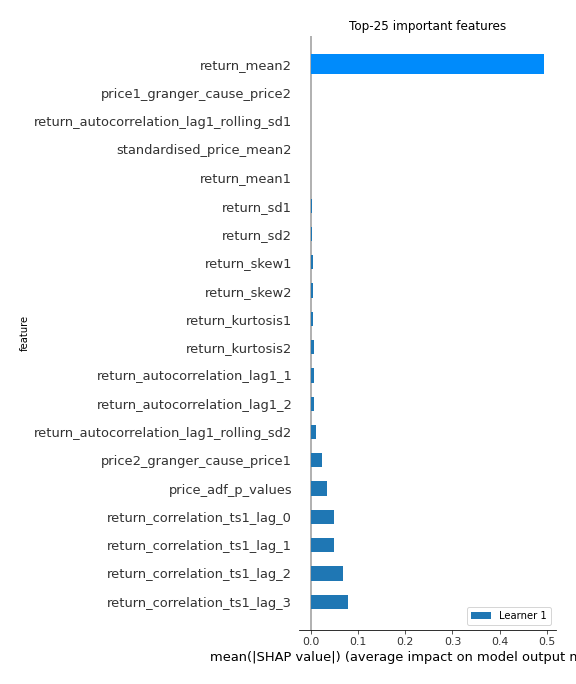 Top-25 important features
return_mean2
price1_granger_cause_price2
return_autocorrelation_lag1_rolling_sd1
standardised_price_mean2
return_mean1
return_sd1
return_sd2
return_skew1
return_skew2
return_kurtosis1
return_kurtosis2
return_autocorrelation_lag1_1
return_autocorrelation_lag1_2
return_autocorrelation_lag1_rolling_sd2
price2_granger_cause_price1
price_adf_p_values
return_correlation_ts1_lag_0
return_correlation_ts1_lag_1
return_correlation_ts1_lag_2
return_correlation_ts1_lag_3
feature
Learner 1
0.0 0.1 0.2 0.3 0.4 0.5
mean(|SHAP value|) (average impact on model output